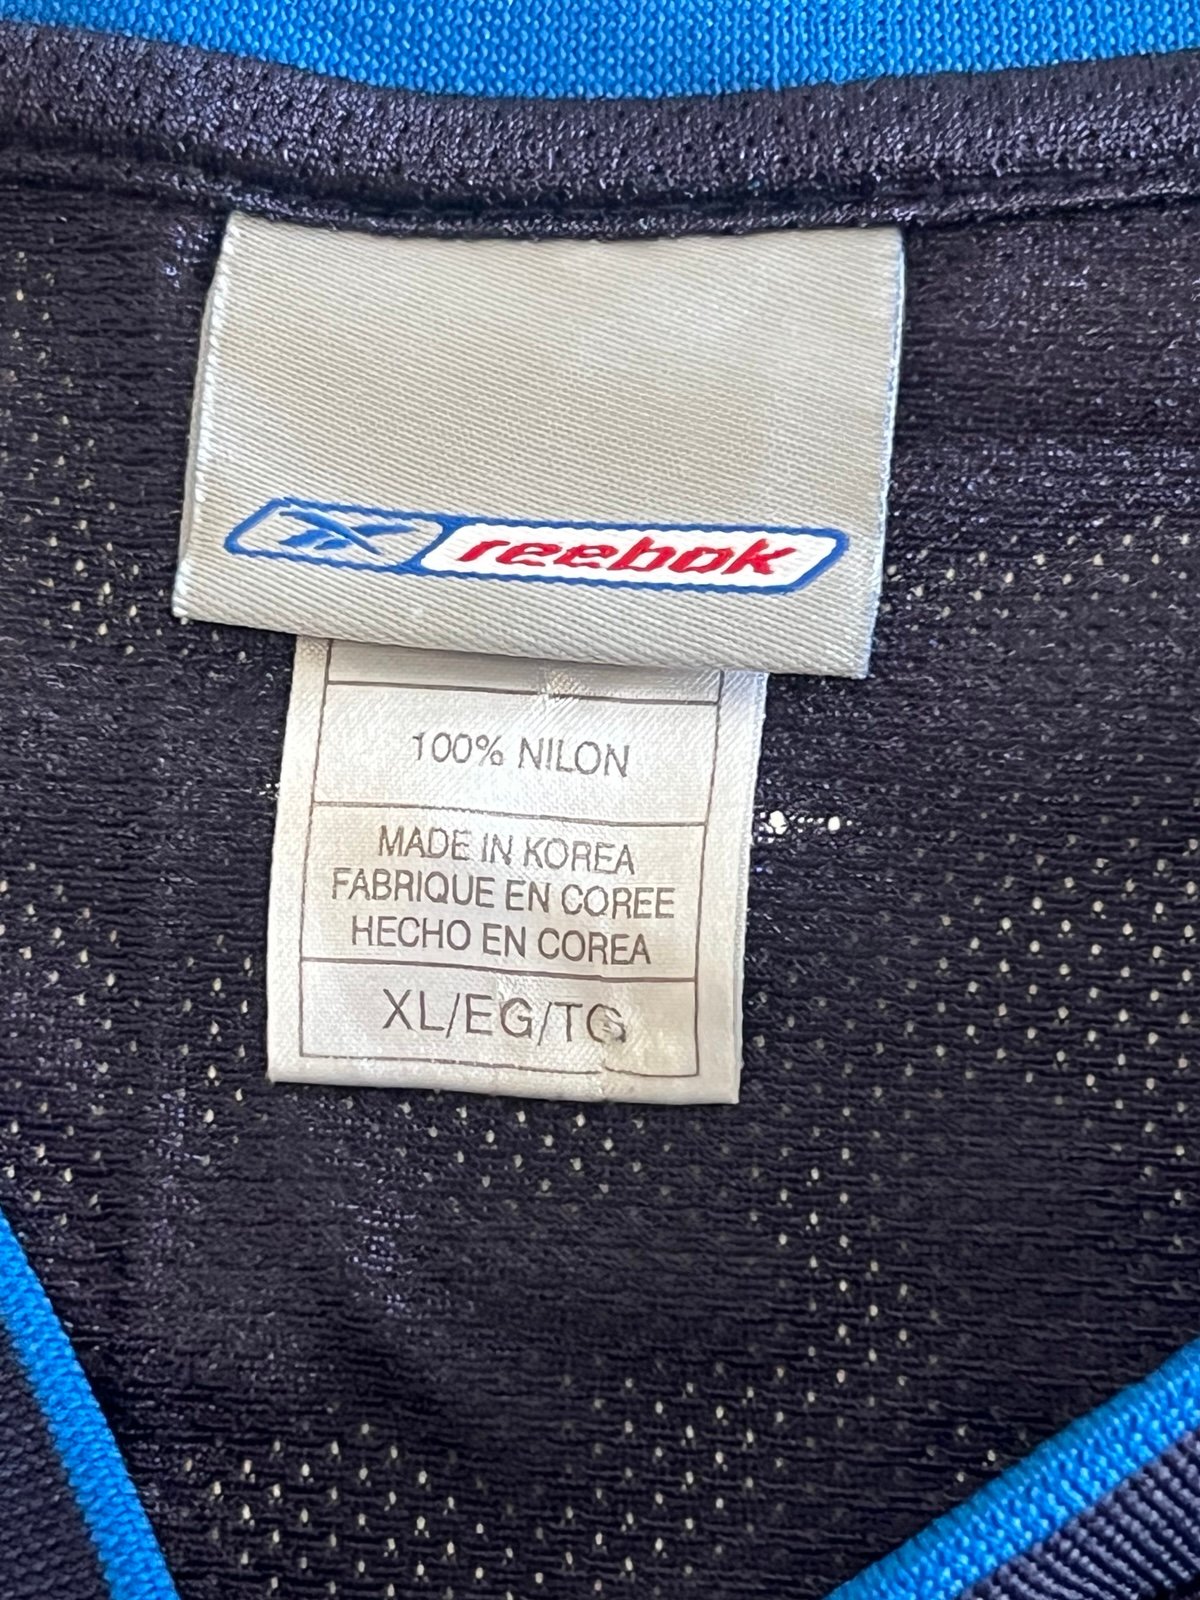 reebok
100% NILON
MADE IN KOREA
FABRIQUE EN COREE
HECHO EN COREA
XL/EG/TG